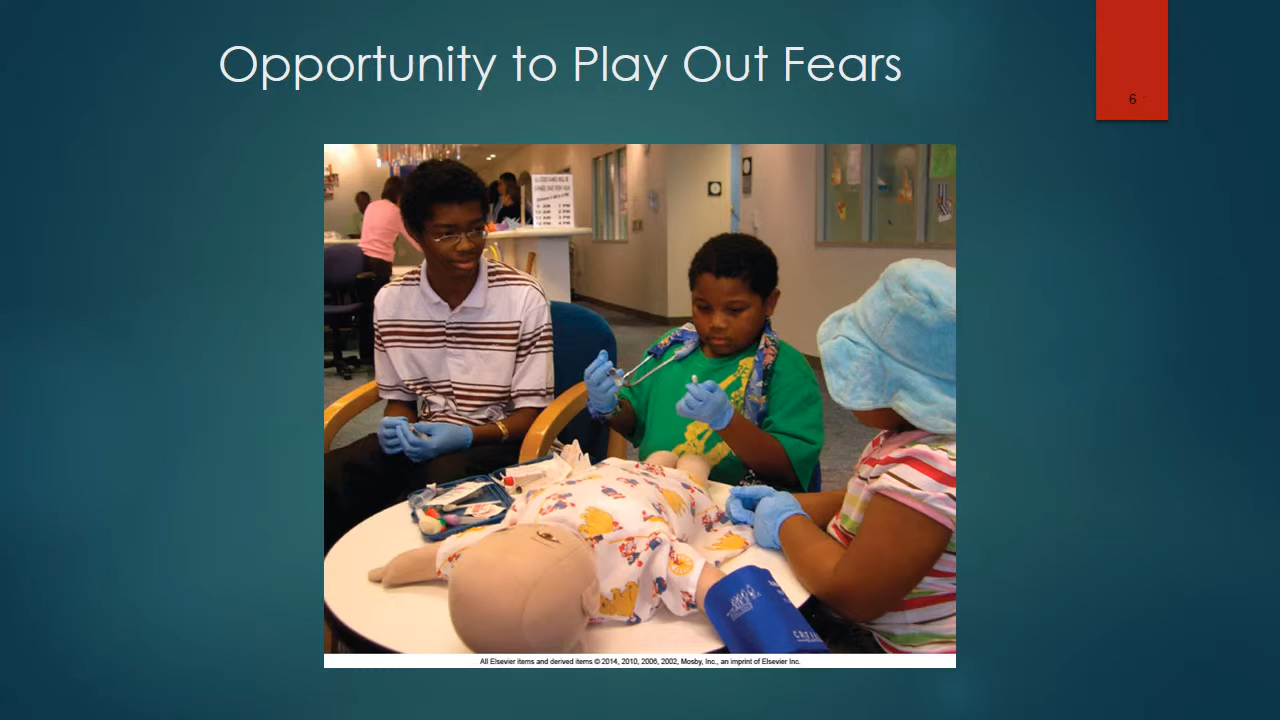 Opportunity to Play Out Fears
6
All Elsevier items and derived items © 2014, 2010, 2006, 2002, Mosby, Inc., an imprint of Elsevier Inc.